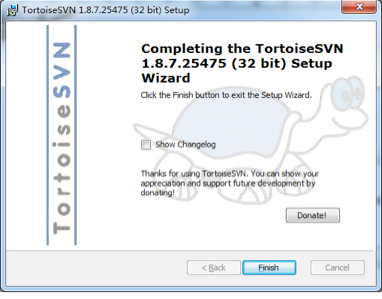 TortoiseSVN 1.8.7.25475 (32 bit) Setup
TortoiseSVN
Completing the TortoiseSVN
1.8.7.25475 (32 bit) Setup
Wizard
Click the Finish button to exit the Setup Wizard.
Show Changelog
Thanks for using TortoiseSVN. You can show your
appreciation and support future development by
donating!
Donate!
< Back
Finish
Cancel